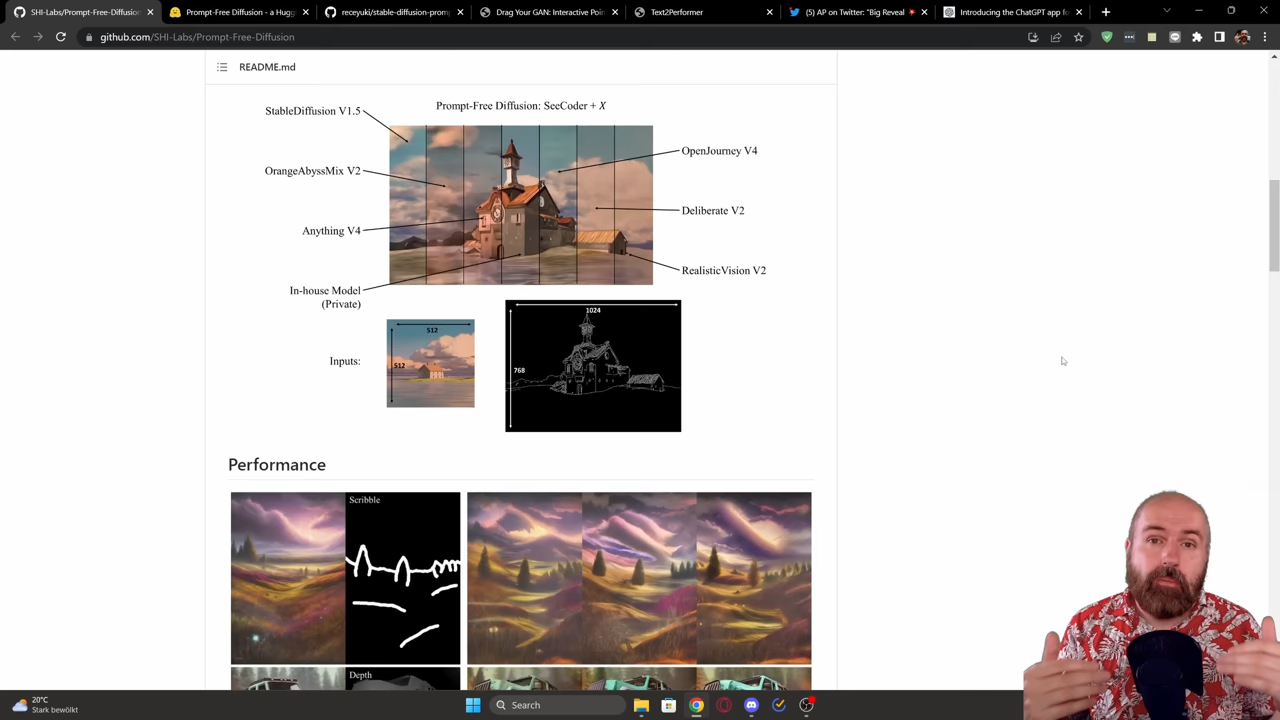 SHI-Labs/Prompt-Free-Diffusion
Prompt-Free Diffusion - a Hugg
receyuki/stable-diffusion-prom
Drag Your GAN: Interactive Poin
Text2Performer
(5) AP on Twitter: "Big Reveal
Introducing the ChatGPT app fo
github.com/SHI-Labs/Prompt-Free-Diffusion
README.md
Prompt-Free Diffusion: SeeCoder + X
StableDiffusion V1.5
OrangeAbyssMix V2
Anything V4
In-house Model
(Private)
OpenJourney V4
Deliberate V2
RealisticVision V2
Inputs:
512
512
1024
768
Performance
Scribble
Depth
20°C
Stark bewölkt
Search